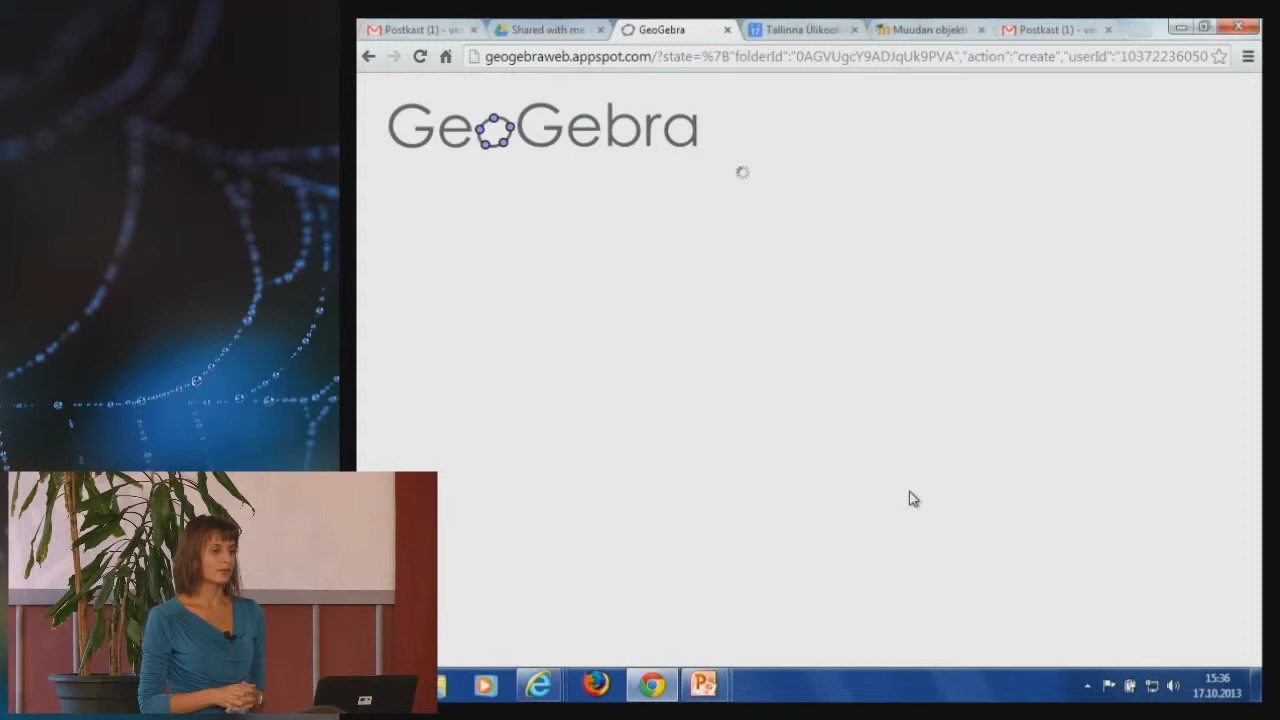 Postkast (1) - ve
Shared with me
GeoGebra
Tallinna Ülikool
Muudan objekti
Postkast (1) - ve
geogebraweb.appspot.com/?state=%7B"folderId":"0AGVUgcY9ADJqUk9PVA","action":"create","userId":"10372236050
GeoGebra
15:36
17.10.2013